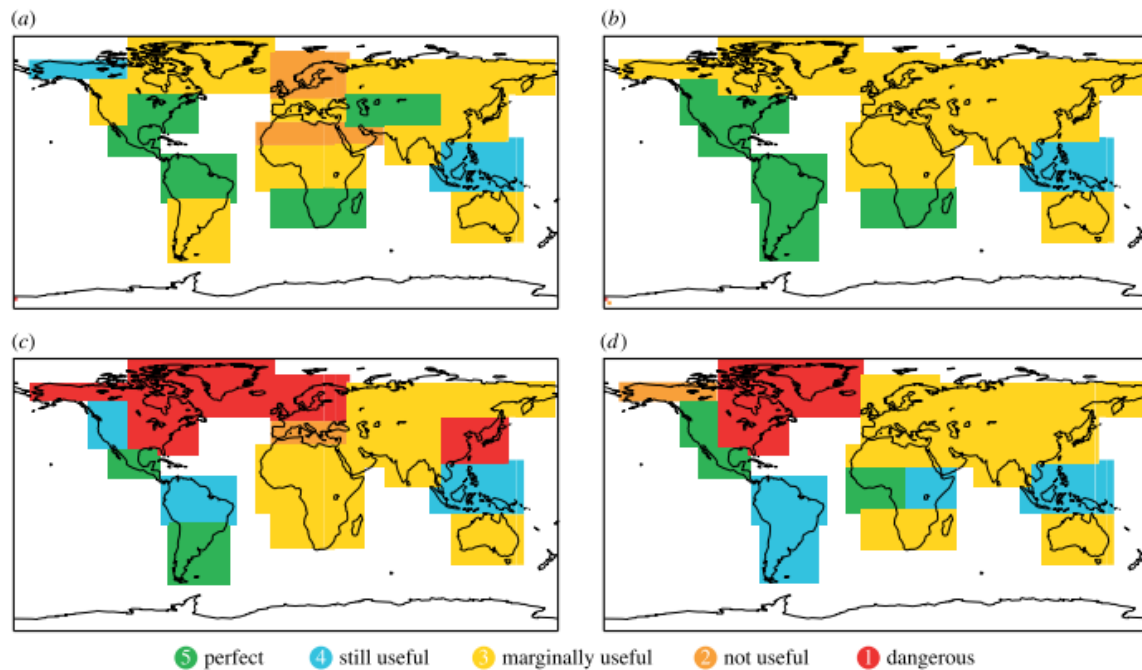 (a)
(b)
(c)
(d)
5 perfect 4 still useful 3 marginally useful 2 not useful 1 dangerous